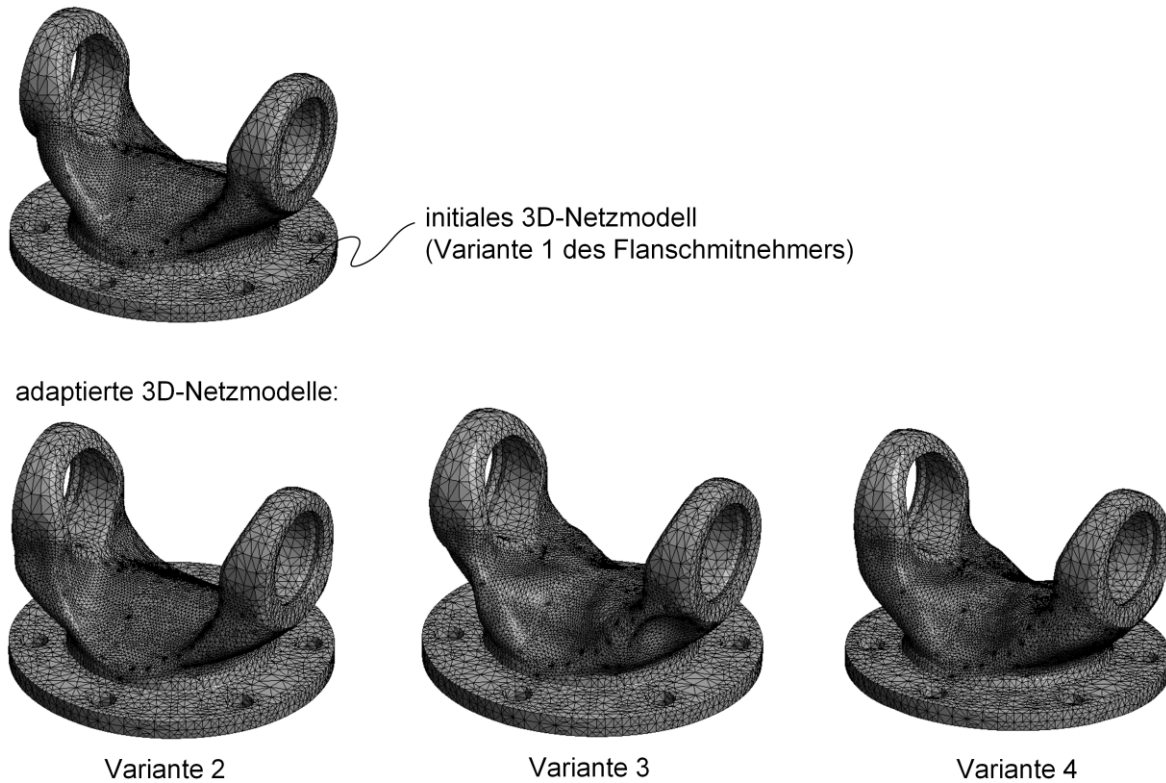 initiales 3D-Netzmodell
(Variante 1 des Flanschmitnehmers)
adaptierte 3D-Netzmodelle:
Variante 2
Variante 3
Variante 4